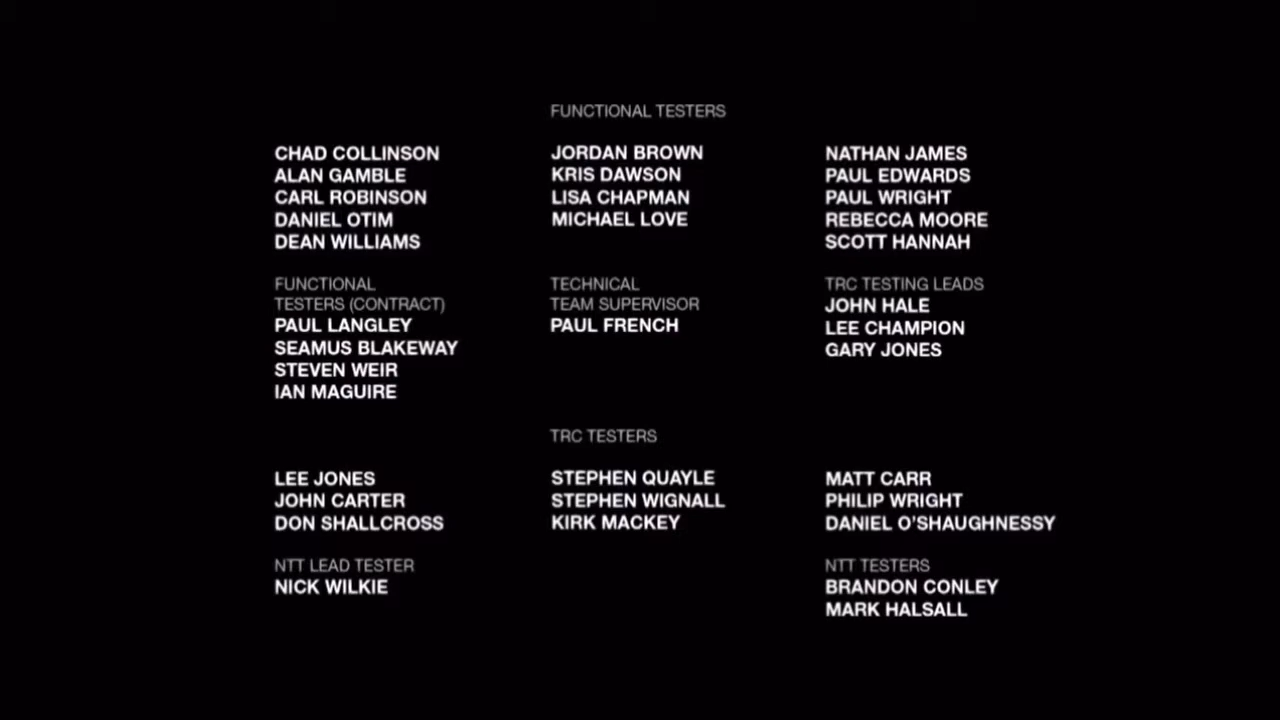 FUNCTIONAL TESTERS
CHAD COLLINSON
ALAN GAMBLE
CARL ROBINSON
DANIEL OTIM
DEAN WILLIAMS
JORDAN BROWN
KRIS DAWSON
LISA CHAPMAN
MICHAEL LOVE
NATHAN JAMES
PAUL EDWARDS
PAUL WRIGHT
REBECCA MOORE
SCOTT HANNAH
FUNCTIONAL
TESTERS (CONTRACT)
PAUL LANGLEY
SEAMUS BLAKEWAY
STEVEN WEIR
IAN MAGUIRE
TECHNICAL
TEAM SUPERVISOR
PAUL FRENCH
TRC TESTING LEADS
JOHN HALE
LEE CHAMPION
GARY JONES
TRC TESTERS
LEE JONES
JOHN CARTER
DON SHALLCROSS
STEPHEN QUAYLE
STEPHEN WIGNALL
KIRK MACKEY
MATT CARR
PHILIP WRIGHT
DANIEL O'SHAUGHNESSY
NTT LEAD TESTER
NICK WILKIE
NTT TESTERS
BRANDON CONLEY
MARK HALSALL